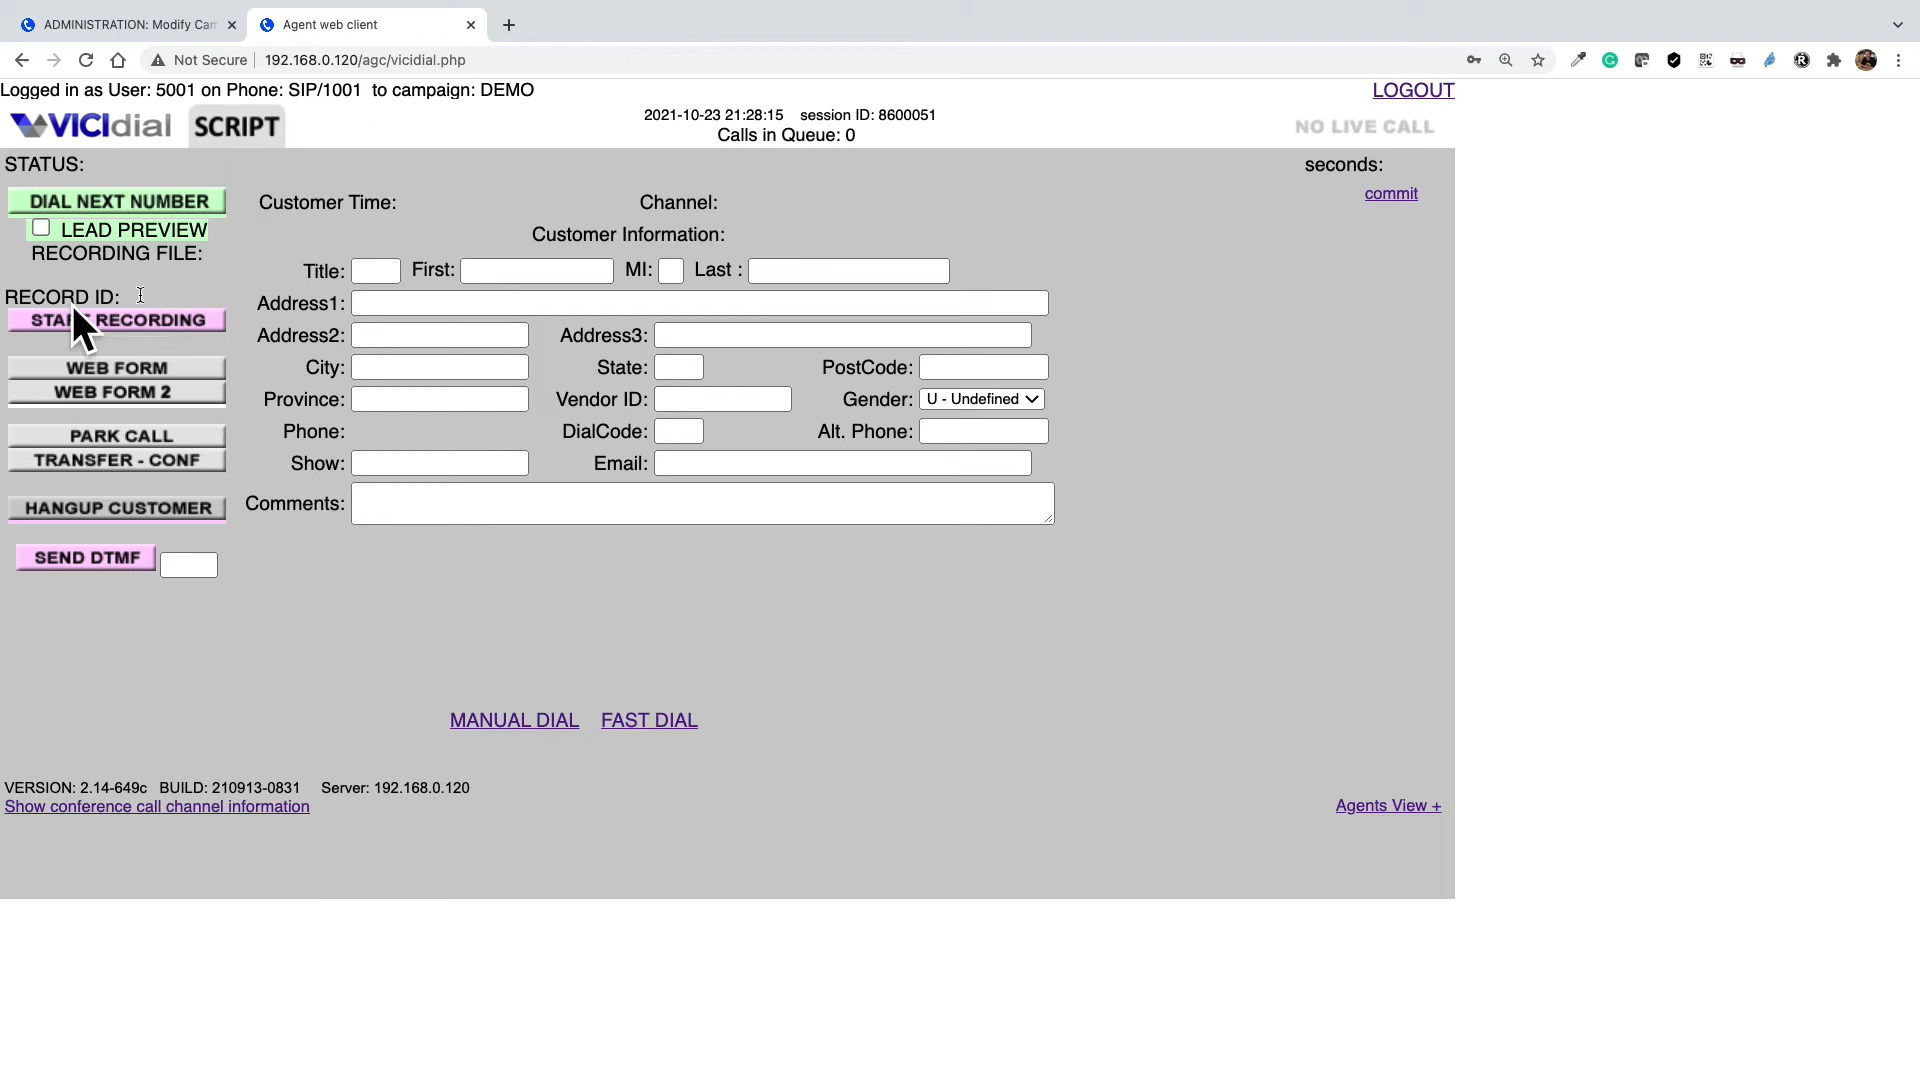 ADMINISTRATION: Modify Cam
Agent web client
Not Secure 192.168.0.120/agc/vicidial.php
Logged in as User: 5001 on Phone: SIP/1001 to campaign: DEMO
LOGOUT
VICIdial
SCRIPT
2021-10-23 21:28:15 session ID: 8600051
Calls in Queue: 0
NO LIVE CALL
STATUS:
seconds:
DIAL NEXT NUMBER
LEAD PREVIEW
RECORDING FILE:
RECORD ID:
START RECORDING
WEB FORM
WEB FORM 2
PARK CALL
TRANSFER - CONF
HANGUP CUSTOMER
SEND DTMF
Customer Time: Channel:
commit
Customer Information:
Title: First: MI: Last :
Address1:
Address2: Address3:
City: State: PostCode:
Province: Vendor ID: Gender: U - Undefined
Phone: DialCode: Alt. Phone:
Show: Email:
Comments:
MANUAL DIAL FAST DIAL
VERSION: 2.14-649c BUILD: 210913-0831 Server: 192.168.0.120
Show conference call channel information
Agents View +